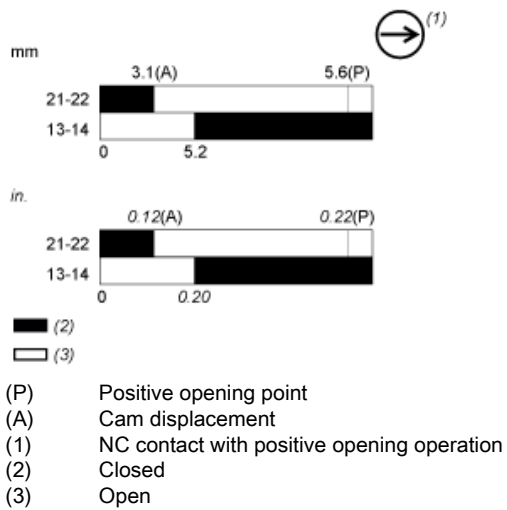 (1)
mm
3.1(A) 5.6(P)
21-22
13-14
0 5.2
in.
0.12(A) 0.22(P)
21-22
13-14
0 0.20
(2)
(3)
(P) Positive opening point
(A) Cam displacement
(1) NC contact with positive opening operation
(2) Closed
(3) Open